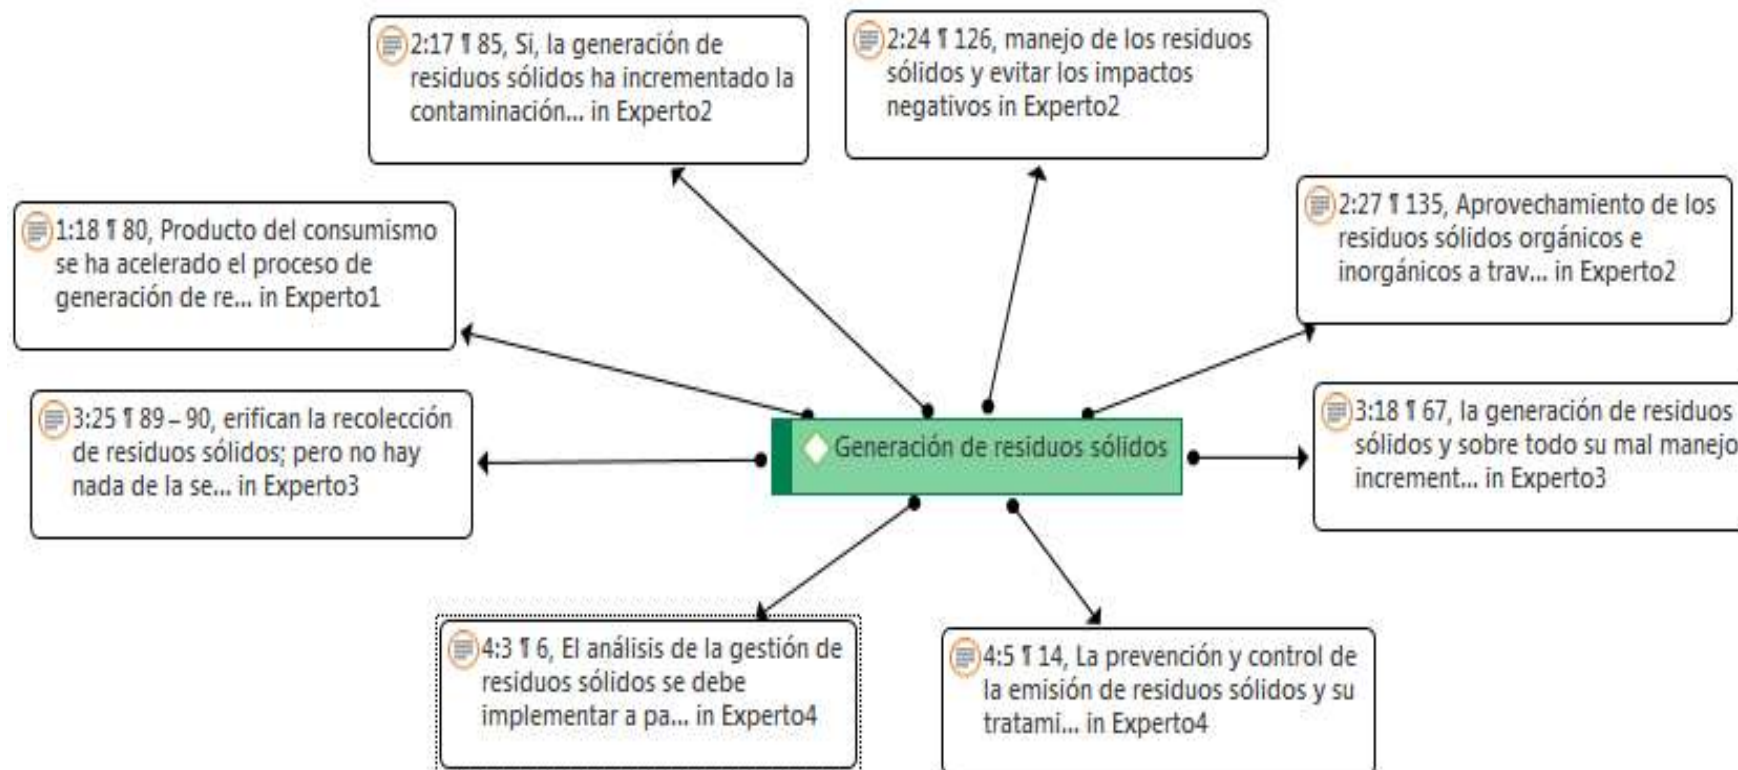 2:17 ¶ 85, Si, la generación de
residuos sólidos ha incrementado la
contaminación... in Experto2
2:24 ¶ 126, manejo de los residuos
sólidos y evitar los impactos
negativos in Experto2
1:18 ¶ 80, Producto del consumismo
se ha acelerado el proceso de
generación de re... in Experto1
2:27 ¶ 135, Aprovechamiento de los
residuos sólidos orgánicos e
inorgánicos a trav... in Experto2
3:25 ¶ 89 – 90, erifican la recolección
de residuos sólidos; pero no hay
nada de la se... in Experto3
Generación de residuos sólidos
3:18 ¶ 67, la generación de residuos
sólidos y sobre todo su mal manejo
increment... in Experto3
4:3 ¶ 6, El análisis de la gestión de
residuos sólidos se debe
implementar a pa... in Experto4
4:5 ¶ 14, La prevención y control de
la emisión de residuos sólidos y su
tratami... in Experto4